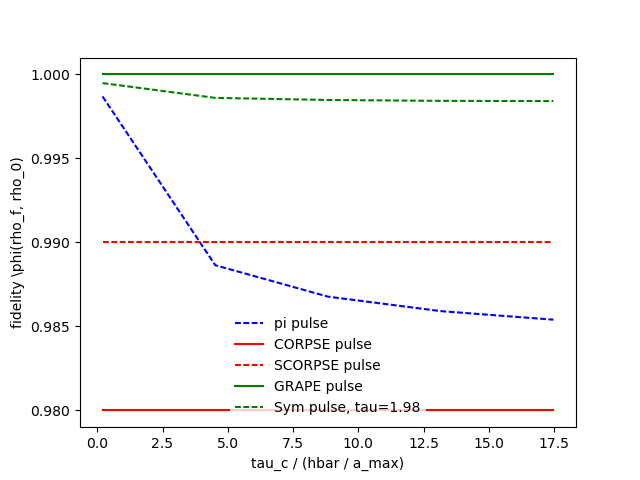 1.000
0.995
0.990
0.985
0.980
fidelity \phi(rho_f, rho_0)
pi pulse
CORPSE pulse
SCORPSE pulse
GRAPE pulse
Sym pulse, tau=1.98
0.0 2.5 5.0 7.5 10.0 12.5 15.0 17.5
tau_c / (hbar / a_max)